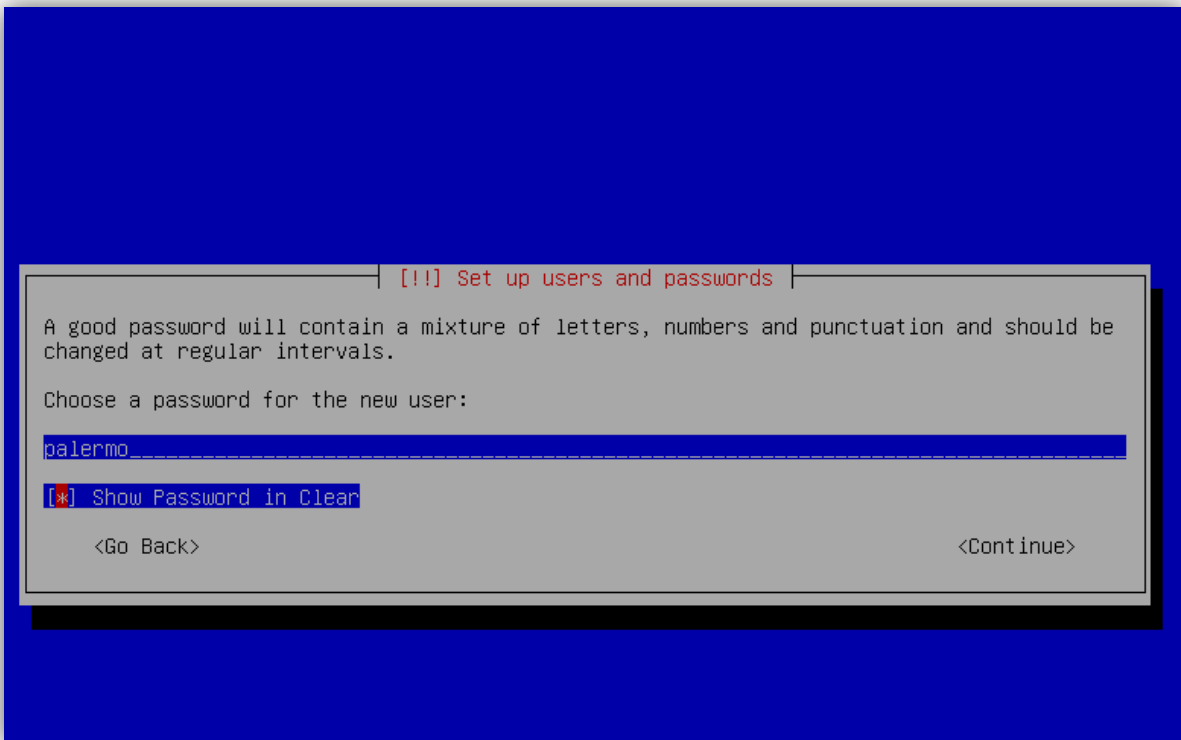 [!!] Set up users and passwords
A good password will contain a mixture of letters, numbers and punctuation and should be
changed at regular intervals.
Choose a password for the new user:
palermo_________________________________________________________________________________
[*] Show Password in Clear
<Go Back> <Continue>